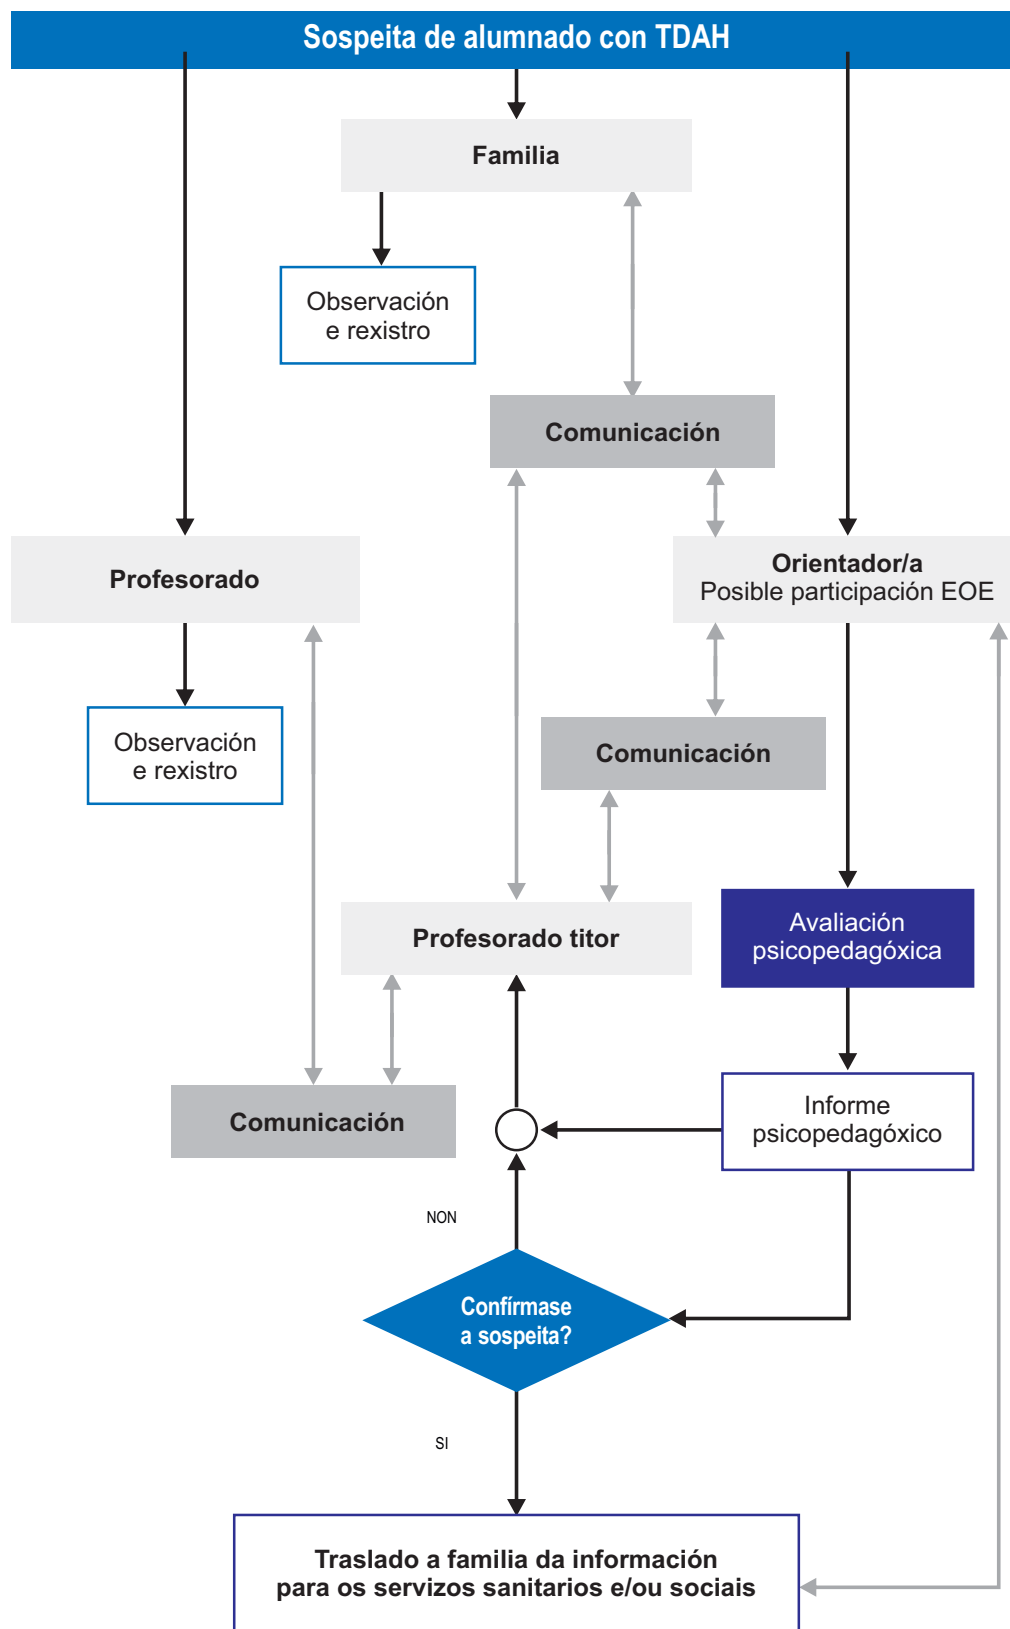 Sospeita de alumnado con TDAH
Familia
Observación
e rexistro
Comunicación
Profesorado
Orientador/a
Posible participación EOE
Observación
e rexistro
Comunicación
Avaliación
psicopedagóxica
Profesorado titor
Informe
psicopedagóxico
Comunicación
NON
Confírmase
a sospeita?
SI
Traslado a familia da información
para os servizos sanitarios e/ou sociais